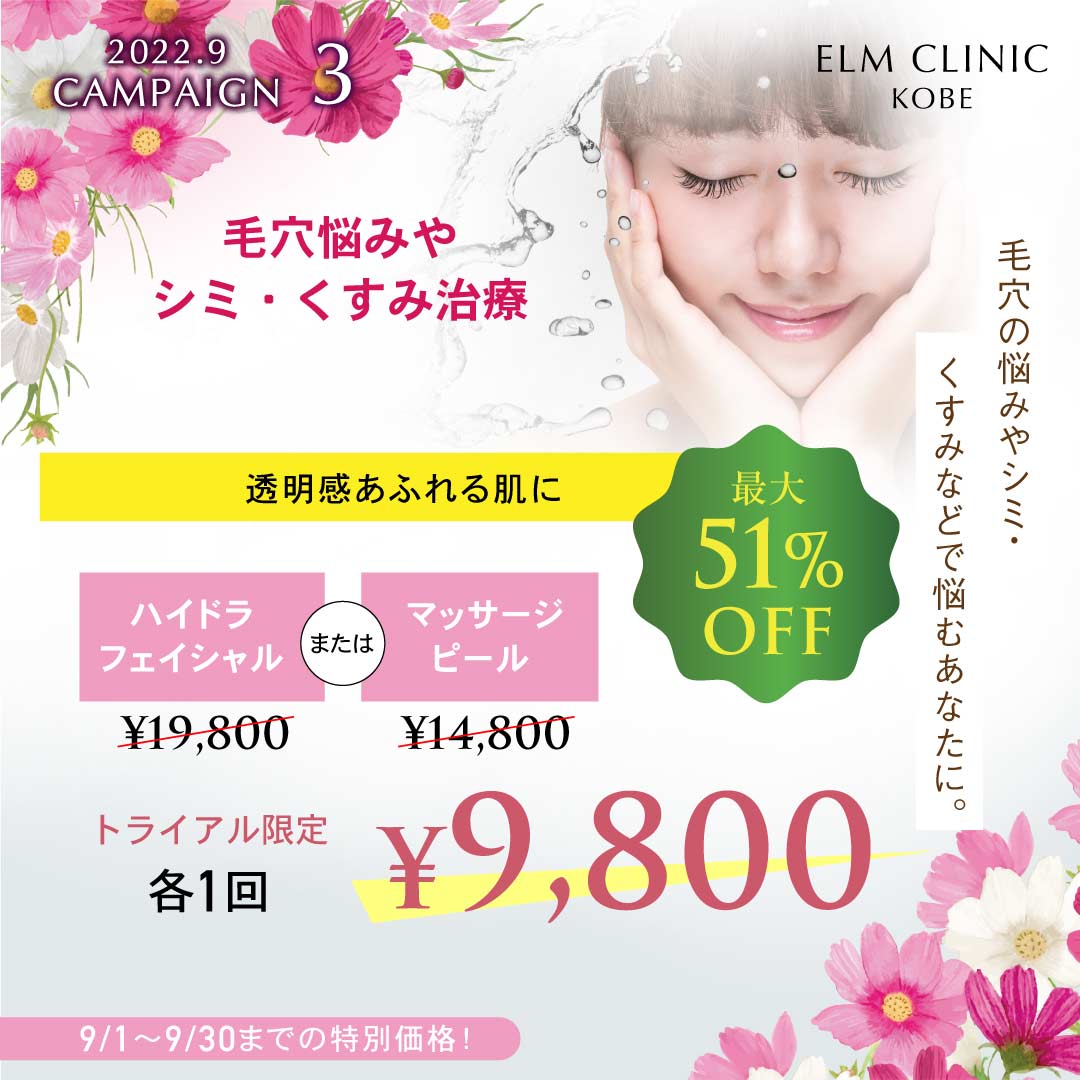 2022.9
CAMPAIGN 3
ELM CLINIC
KOBE
毛穴悩みや
シミ・くすみ治療
毛穴の悩みやシミ・
くすみなどで悩むあなたに。
透明感あふれる肌に
最大
51%
OFF
ハイドラ
フェイシャル
または
マッサージ
ピール
¥19,800
¥14,800
トライアル限定
各1回
¥9,800
9/1〜9/30までの特別価格!